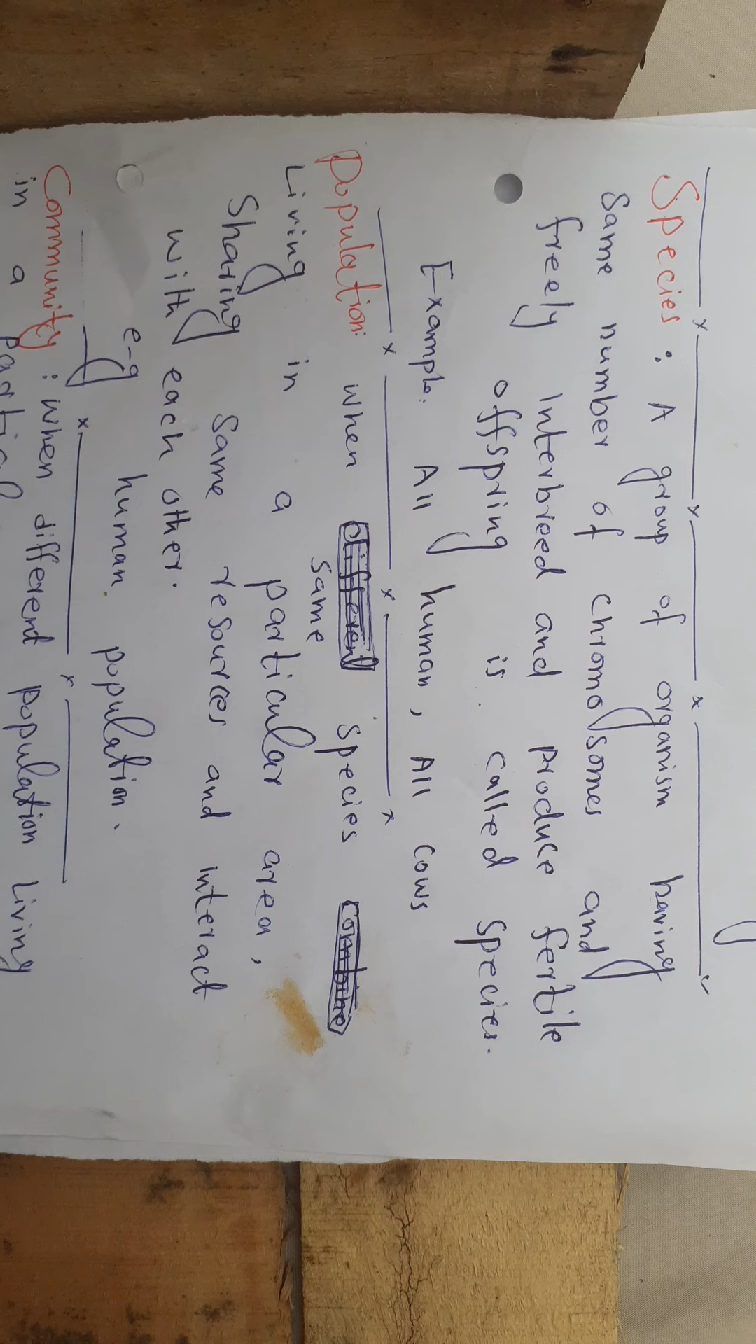 Species : A group of organism having
Same number of Chromosomes and
freely interbreed and produce fertile
offspring is called Species.
Example: All human, All Cows
Population: when same species
Living in a particular area,
Sharing same resources and interact
with each other.
e-g human population.
Community : when different population Living
in a